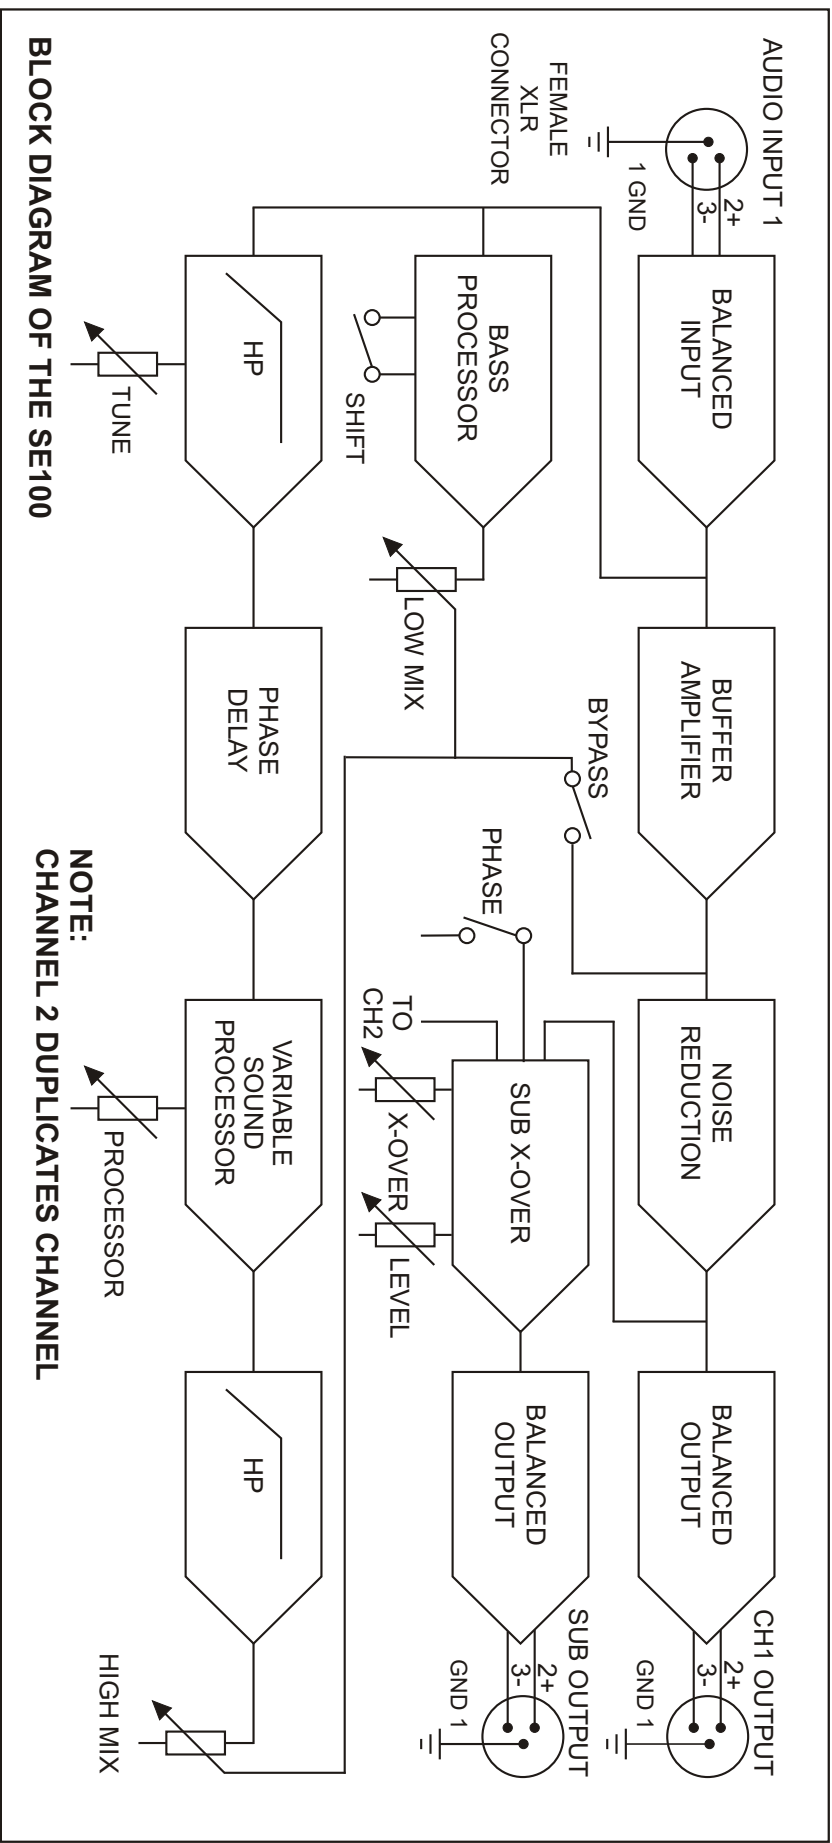 AUDIO INPUT 1
2+
3-
1 GND
FEMALE
XLR
CONNECTOR
BALANCED
INPUT
BUFFER
AMPLIFIER
NOISE
REDUCTION
BALANCED
OUTPUT
CH1 OUTPUT
2+
3-
GND 1
BASS
PROCESSOR
SHIFT
LOW MIX
BYPASS
PHASE
TO
CH2
SUB X-OVER
X-OVER
LEVEL
BALANCED
OUTPUT
SUB OUTPUT
2+
3-
GND 1
HP
TUNE
PHASE
DELAY
VARIABLE
SOUND
PROCESSOR
PROCESSOR
HP
HIGH MIX
BLOCK DIAGRAM OF THE SE100
NOTE:
CHANNEL 2 DUPLICATES CHANNEL